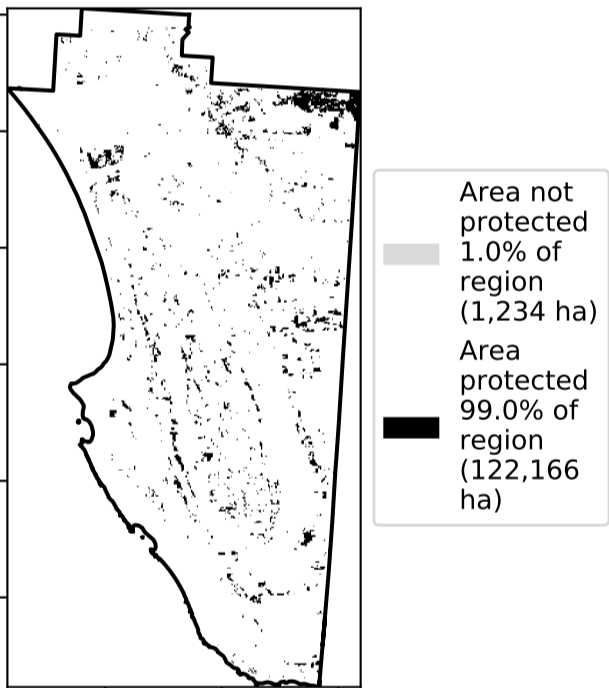 Area not
protected
1.0% of
region
(1,234 ha)
Area
protected
99.0% of
region
(122,166
ha)